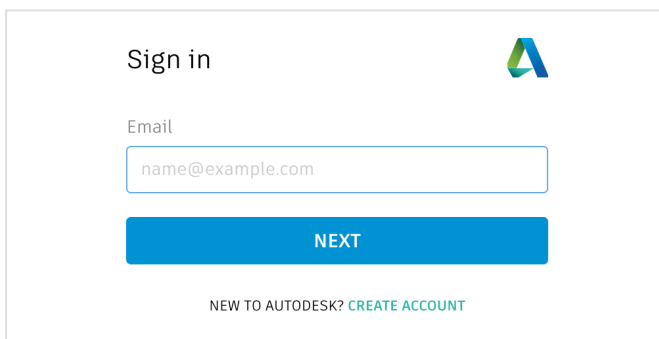 Sign in
Email
name@example.com
NEXT
NEW TO AUTODESK? CREATE ACCOUNT